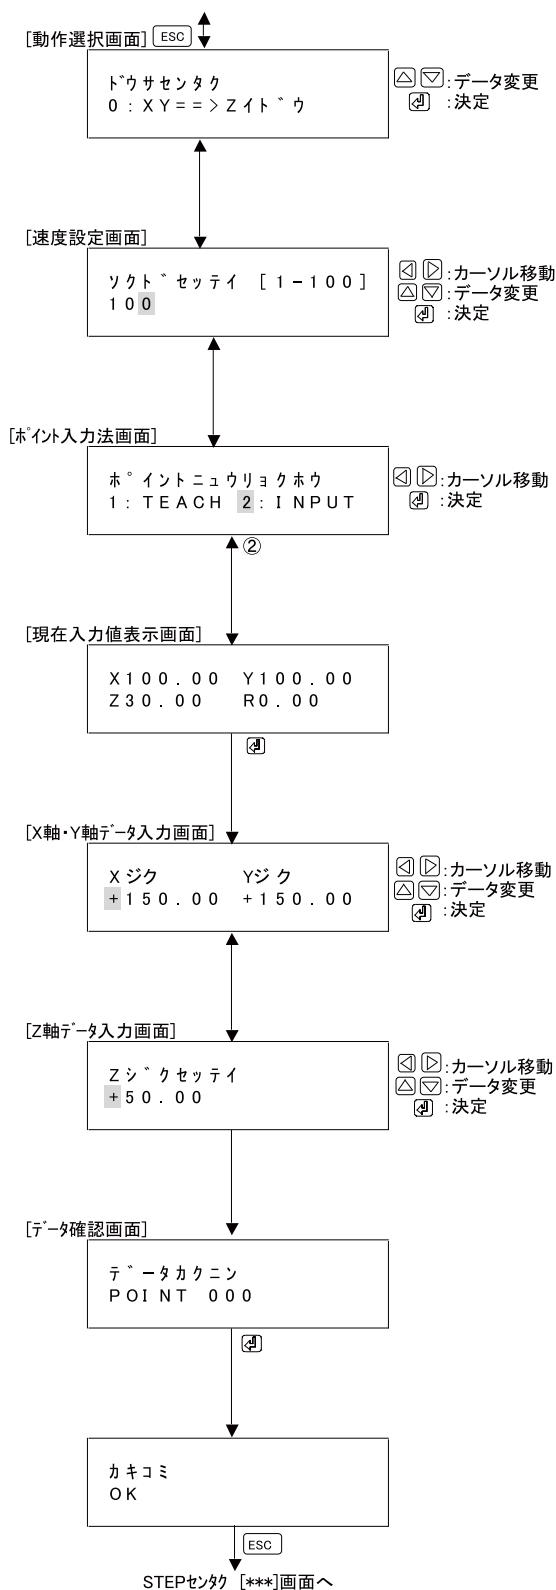 [動作選択画面] ESC
ドウサセンタク
0:XY==>Zイドウ
△ ▽:データ変更
:決定
[速度設定画面]
ソクドセッテイ [1-100]
100
◁ ▷:カーソル移動
△ ▽:データ変更
:決定
[ポイント入力法画面]
ポイントニュウリョクホウ
1:TEACH 2:INPUT
◁ ▷:カーソル移動
:決定
②
[現在入力値表示画面]
X100.00 Y100.00
Z30.00 R0.00
[X軸・Y軸データ入力画面]
Xジク Yジク
+150.00 +150.00
◁ ▷:カーソル移動
△ ▽:データ変更
:決定
[Z軸データ入力画面]
Zジクセッテイ
+50.00
◁ ▷:カーソル移動
△ ▽:データ変更
:決定
[データ確認画面]
データカクニン
POINT 000
カキコミ
OK
ESC
STEPセンタク [***]画面へ